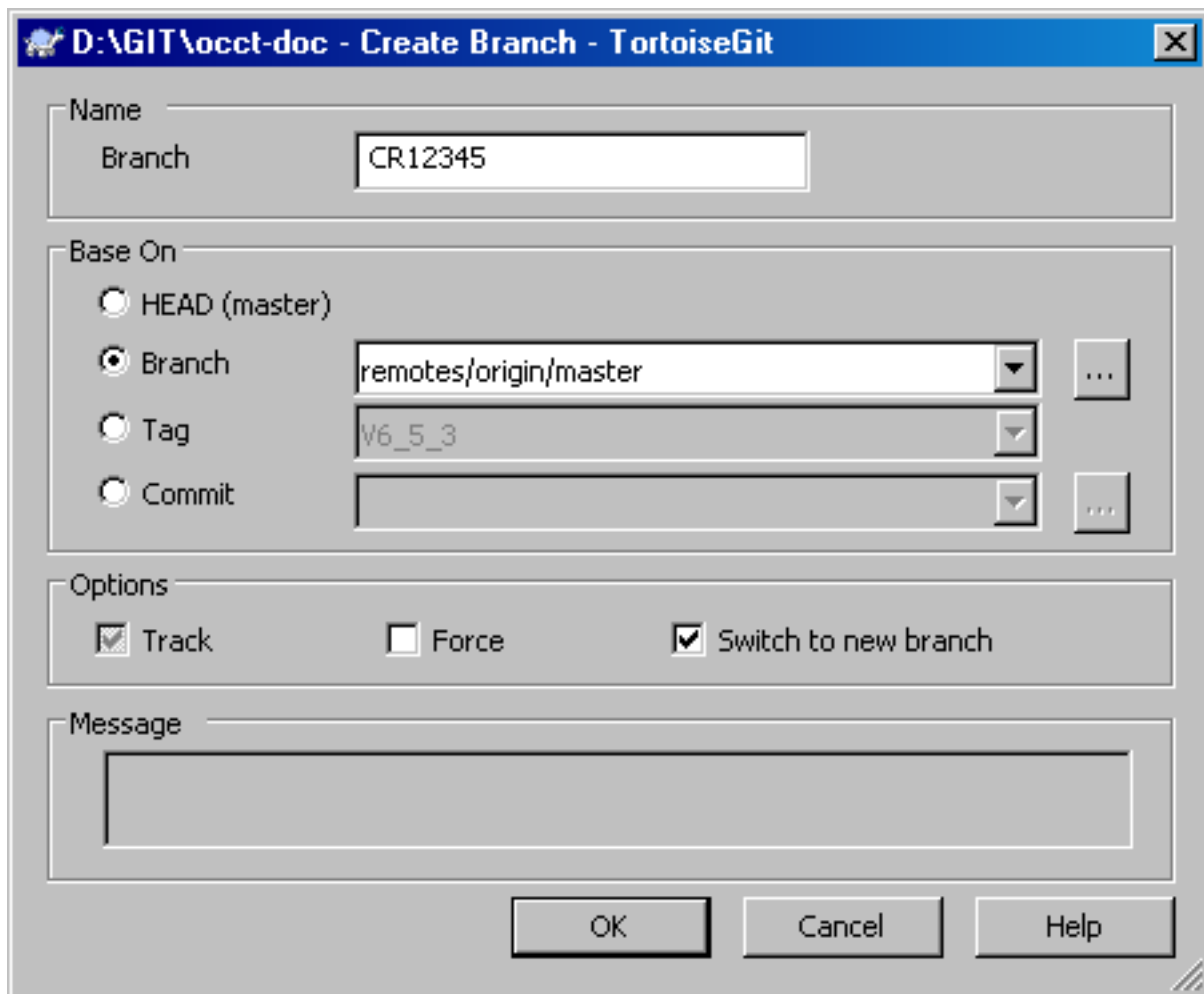 D:\GIT\occt-doc - Create Branch - TortoiseGit
Name
Branch CR12345
Base On
HEAD (master)
Branch remotes/origin/master ...
Tag V6_5_3
Commit ...
Options
Track Force Switch to new branch
Message
OK Cancel Help